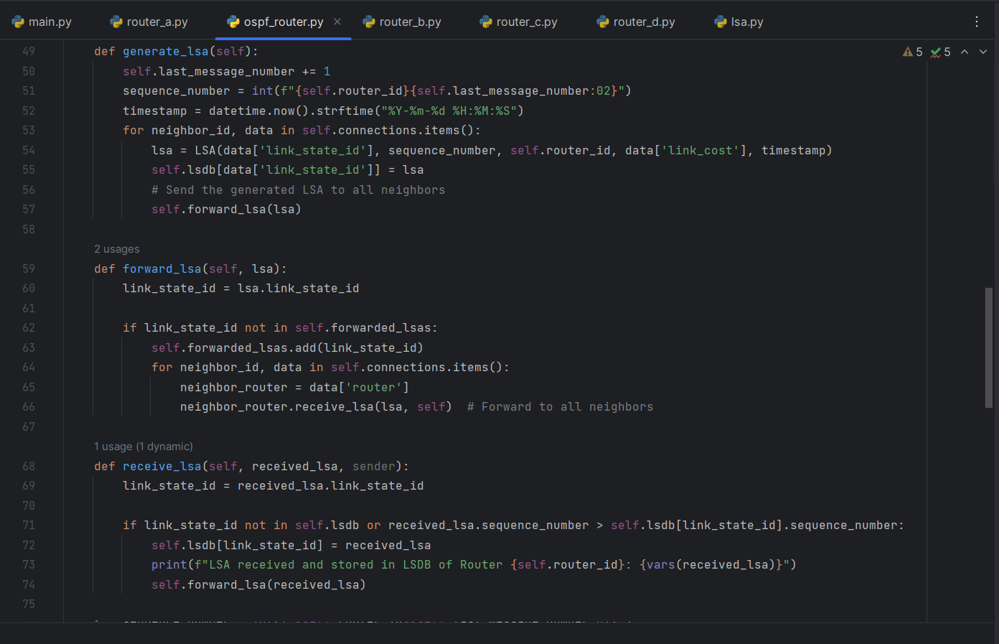 main.py router_a.py ospf_router.py router_b.py router_c.py router_d.py lsa.py
5 5
49 def generate_lsa(self):
50 self.last_message_number += 1
51 sequence_number = int(f"{self.router_id}{self.last_message_number:02}")
52 timestamp = datetime.now().strftime("%Y-%m-%d %H:%M:%S")
53 for neighbor_id, data in self.connections.items():
54 lsa = LSA(data['link_state_id'], sequence_number, self.router_id, data['link_cost'], timestamp)
55 self.lsdb[data['link_state_id']] = lsa
56 # Send the generated LSA to all neighbors
57 self.forward_lsa(lsa)
58
2 usages
59 def forward_lsa(self, lsa):
60 link_state_id = lsa.link_state_id
61
62 if link_state_id not in self.forwarded_lsas:
63 self.forwarded_lsas.add(link_state_id)
64 for neighbor_id, data in self.connections.items():
65 neighbor_router = data['router']
66 neighbor_router.receive_lsa(lsa, self) # Forward to all neighbors
67
1 usage (1 dynamic)
68 def receive_lsa(self, received_lsa, sender):
69 link_state_id = received_lsa.link_state_id
70
71 if link_state_id not in self.lsdb or received_lsa.sequence_number > self.lsdb[link_state_id].sequence_number:
72 self.lsdb[link_state_id] = received_lsa
73 print(f"LSA received and stored in LSDB of Router {self.router_id}: {vars(received_lsa)}")
74 self.forward_lsa(received_lsa)
75